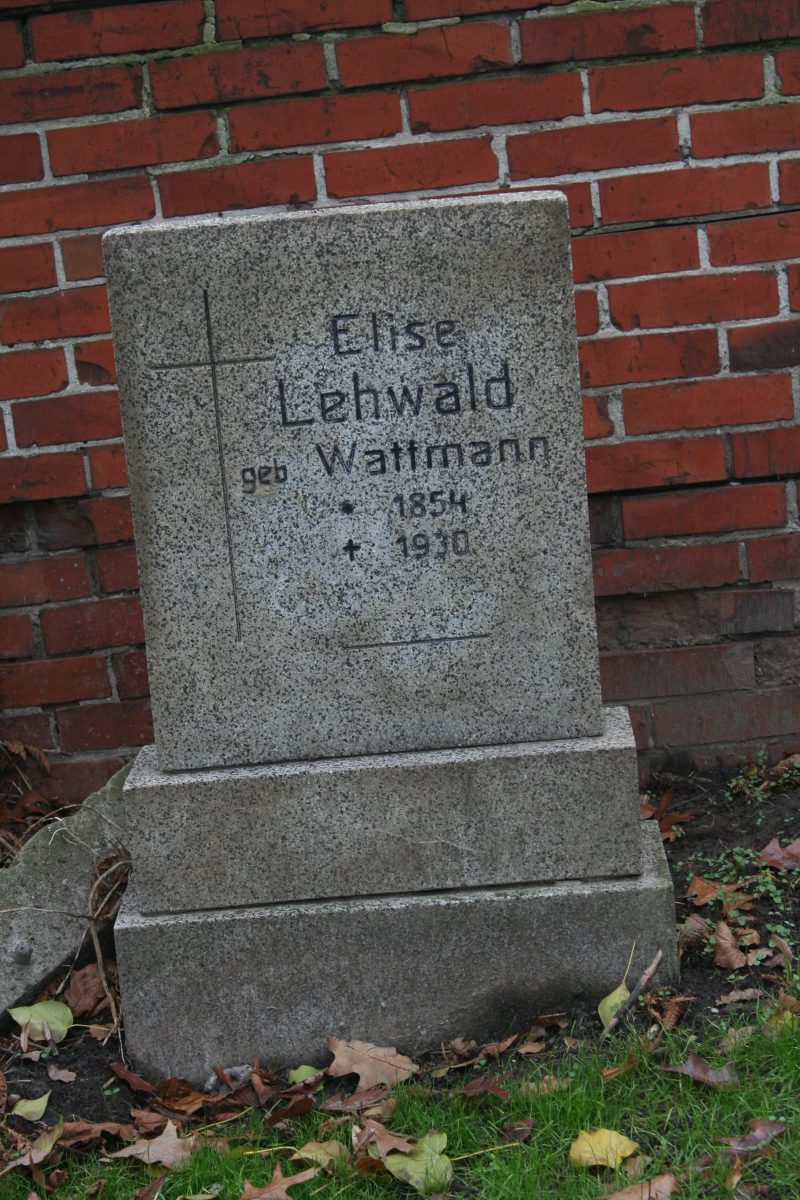 Elise
Lehwald
geb Wattmann
* 1854
† 1930